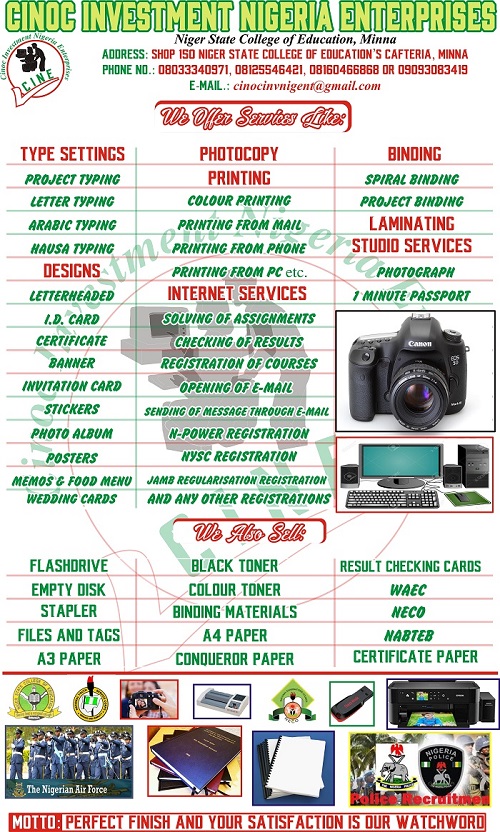 CINOC INVESTMENT NIGERIA ENTERPRISES
Niger State College of Education, Minna
ADDRESS: SHOP 150 NIGER STATE COLLEGE OF EDUCATION'S CAFTERIA, MINNA
PHONE NO.: 08033340971, 08125546421, 08160466868 OR 09093083419
E-MAIL.: cinocinvnigent@gmail.com
Cinoc Investment Nigeria Enterprises
C.I.N.E
We Offer Services Like:
TYPE SETTINGS
PROJECT TYPING
LETTER TYPING
ARABIC TYPING
HAUSA TYPING
DESIGNS
LETTERHEADED
I.D. CARD
CERTIFICATE
BANNER
INVITATION CARD
STICKERS
PHOTO ALBUM
POSTERS
MEMOS & FOOD MENU
WEDDING CARDS
PHOTOCOPY
PRINTING
COLOUR PRINTING
PRINTING FROM MAIL
PRINTING FROM PHONE
PRINTING FROM PC etc.
INTERNET SERVICES
SOLVING OF ASSIGNMENTS
CHECKING OF RESULTS
REGISTRATION OF COURSES
OPENING OF E-MAIL
SENDING OF MESSAGE THROUGH E-MAIL
N-POWER REGISTRATION
NYSC REGISTRATION
JAMB REGULARISATION REGISTRATION
AND ANY OTHER REGISTRATIONS
BINDING
SPIRAL BINDING
PROJECT BINDING
LAMINATING
STUDIO SERVICES
PHOTOGRAPH
1 MINUTE PASSPORT
Canon
EOS
5D
We Also Sell:
FLASHDRIVE
EMPTY DISK
STAPLER
FILES AND TAGS
A3 PAPER
BLACK TONER
COLOUR TONER
BINDING MATERIALS
A4 PAPER
CONQUEROR PAPER
RESULT CHECKING CARDS
WAEC
NECO
NABTEB
CERTIFICATE PAPER
The Nigerian Air Force
NIGERIA
POLICE
Police Recruitmen
MOTTO: PERFECT FINISH AND YOUR SATISFACTION IS OUR WATCHWORD